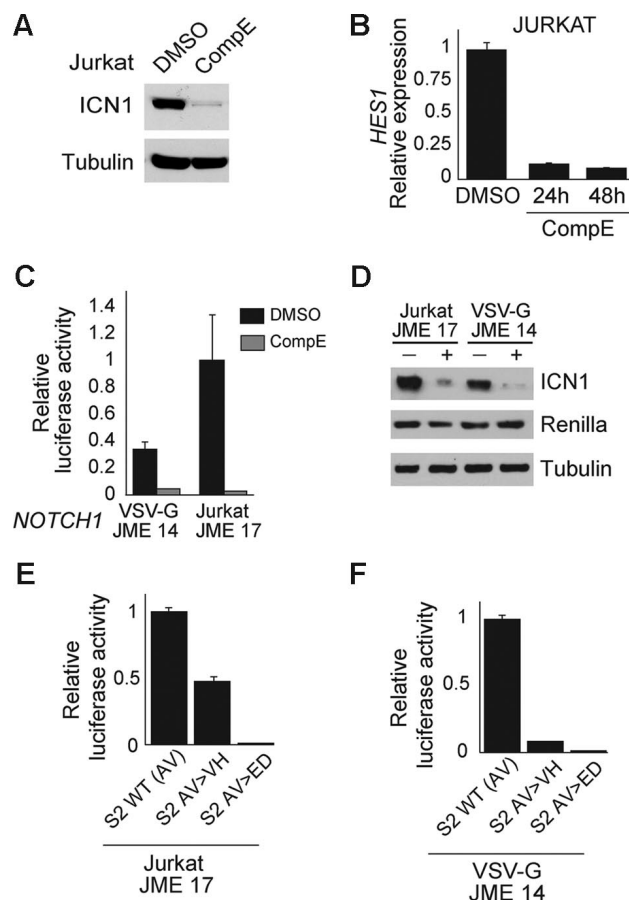 A
Jurkat
DMSO
CompE
ICN1
Tubulin
B
JURKAT
HES1
Relative expression
1
0.75
0.5
0.25
0
DMSO
24h
48h
CompE
C
Relative
luciferase activity
1.4
1.2
1
0.8
0.6
0.4
0.2
0
DMSO
CompE
NOTCH1
VSV-G
JME 14
Jurkat
JME 17
D
Jurkat
JME 17
VSV-G
JME 14
– + – +
ICN1
Renilla
Tubulin
E
Relative
luciferase activity
1
0.5
0
S2 WT (AV)
S2 AV>VH
S2 AV>ED
Jurkat
JME 17
F
Relative
luciferase activity
1
0.5
0
S2 WT (AV)
S2 AV>VH
S2 AV>ED
VSV-G
JME 14